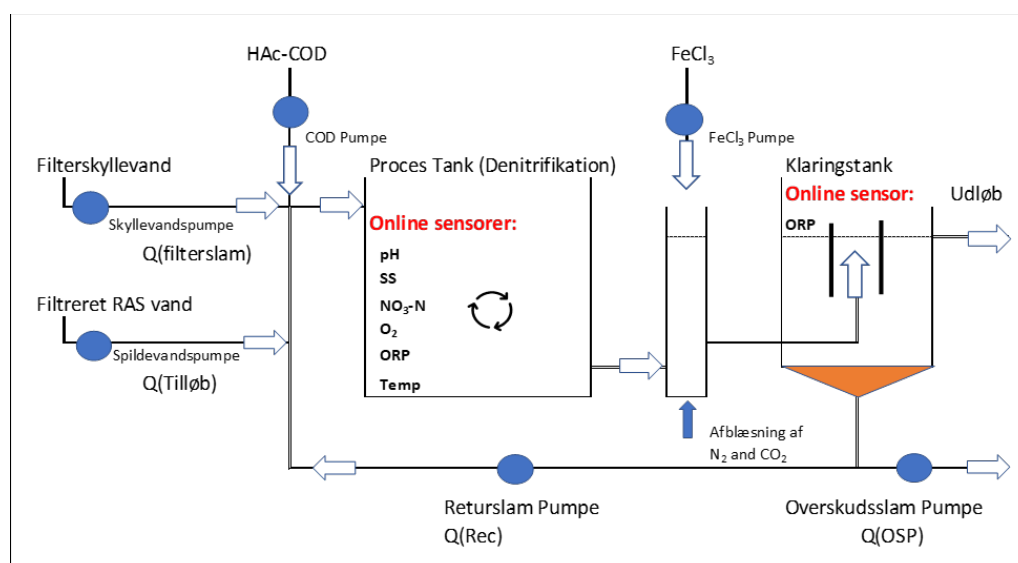 HAc-COD
FeCl₃
COD Pumpe
FeCl₃ Pumpe
Filterskyllevand
Proces Tank (Denitrifikation)
Klaringstank
Online sensor:
Udløb
Online sensorer:
ORP
Skyllevandspumpe
Q(filterslam)
pH
SS
NO₃-N
O₂
ORP
Temp
Filtreret RAS vand
Spildevandspumpe
Q(Tilløb)
Afblæsning af
N₂ and CO₂
Returslam Pumpe
Q(Rec)
Overskudsslam Pumpe
Q(OSP)